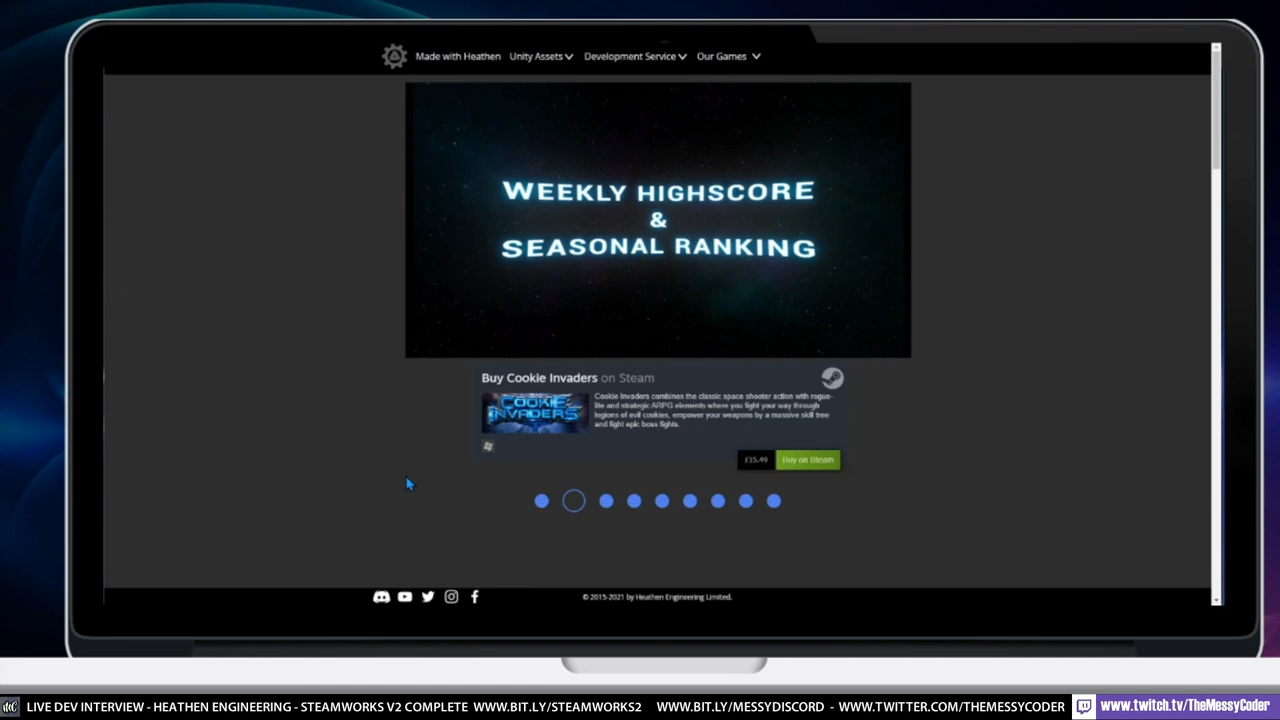 Made with Heathen Unity Assets Development Service Our Games
WEEKLY HIGHSCORE
&
SEASONAL RANKING
Buy Cookie Invaders on Steam
COOKIE
INVADERS
Cookie Invaders combines the classic space shooter action with rogue-
lite and strategic ARPG elements where you fight your way through
legions of evil cookies, empower your weapons by a massive skill tree
and fight epic boss fights.
£15.49 Buy on Steam
© 2015-2021 by Heathen Engineering Limited.
LIVE DEV INTERVIEW - HEATHEN ENGINEERING - STEAMWORKS V2 COMPLETE WWW.BIT.LY/STEAMWORKS2 WWW.BIT.LY/MESSYDISCORD - WWW.TWITTER.COM/THEMESSYCODER www.twitch.tv/TheMessyCoder